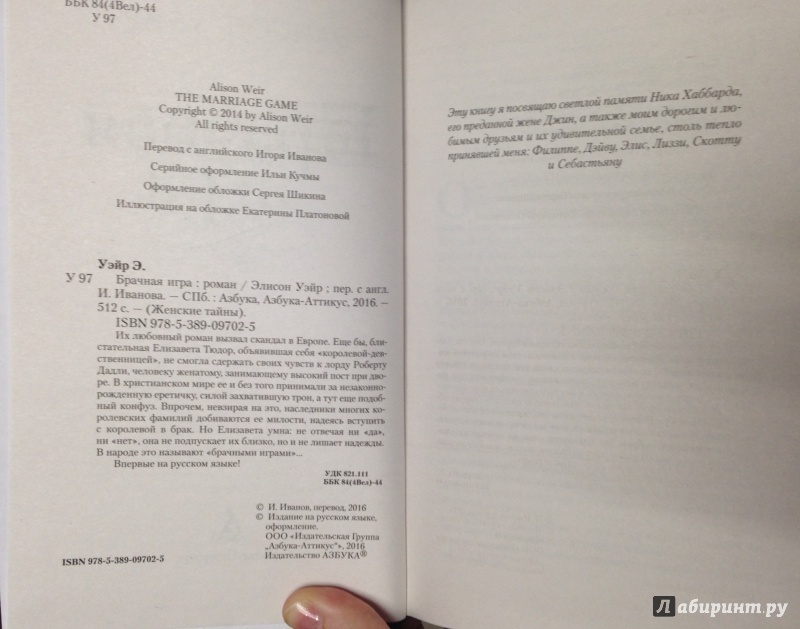 ББК 84(4Вел)-44
У 97
Alison Weir
THE MARRIAGE GAME
Copyright © 2014 by Alison Weir
All rights reserved
Перевод с английского Игоря Иванова
Серийное оформление Ильи Кучмы
Оформление обложки Сергея Шикина
Иллюстрация на обложке Екатерины Платоновой
Уэйр Э.
У 97 Брачная игра : роман / Элисон Уэйр ; пер. с англ.
И. Иванова. — СПб. : Азбука, Азбука-Аттикус, 2016. —
512 с. — (Женские тайны).
ISBN 978-5-389-09702-5
Их любовный роман вызвал скандал в Европе. Еще бы, бли-
стательная Елизавета Тюдор, объявившая себя «королевой-дев-
ственницей», не смогла сдержать своих чувств к лорду Роберту
Дадли, человеку женатому, занимающему высокий пост при дво-
ре. В христианском мире ее и без того принимали за незаконно-
рожденную еретичку, силой захватившую трон, а тут еще подоб-
ный конфуз. Впрочем, невзирая на это, наследники многих ко-
ролевских фамилий добиваются ее милости, надеясь вступить
с королевой в брак. Но Елизавета умна: не отвечая ни «да»,
ни «нет», она не подпускает их близко, но и не лишает надежды.
В народе это называют «брачными играми»...
Впервые на русском языке!
УДК 821.111
ББК 84(4Вел)-44
© И. Иванов, перевод, 2016
© Издание на русском языке,
оформление.
ООО «Издательская Группа
„Азбука-Аттикус“», 2016
Издательство АЗБУКА®
ISBN 978-5-389-09702-5
Эту книгу я посвящаю светлой памяти Ника Хаббарда,
его преданной жене Джин, а также моим дорогим и лю-
бимым друзьям и их удивительной семье, столь тепло
принявшей меня: Филиппе, Дэйву, Элис, Лиззи, Скотту
и Себастьяну
Лабиринт.ру